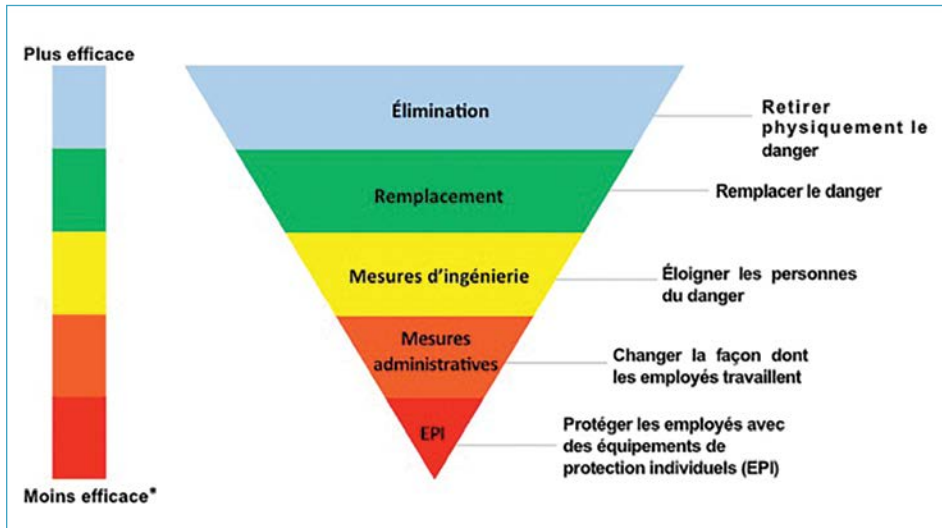 Plus efficace
Élimination
Retirer
physiquement le
danger
Remplacement
Remplacer le danger
Mesures d'ingénierie
Éloigner les personnes
du danger
Mesures
administratives
Changer la façon dont
les employés travaillent
EPI
Protéger les employés avec
des équipements de
protection individuels (EPI)
Moins efficace*